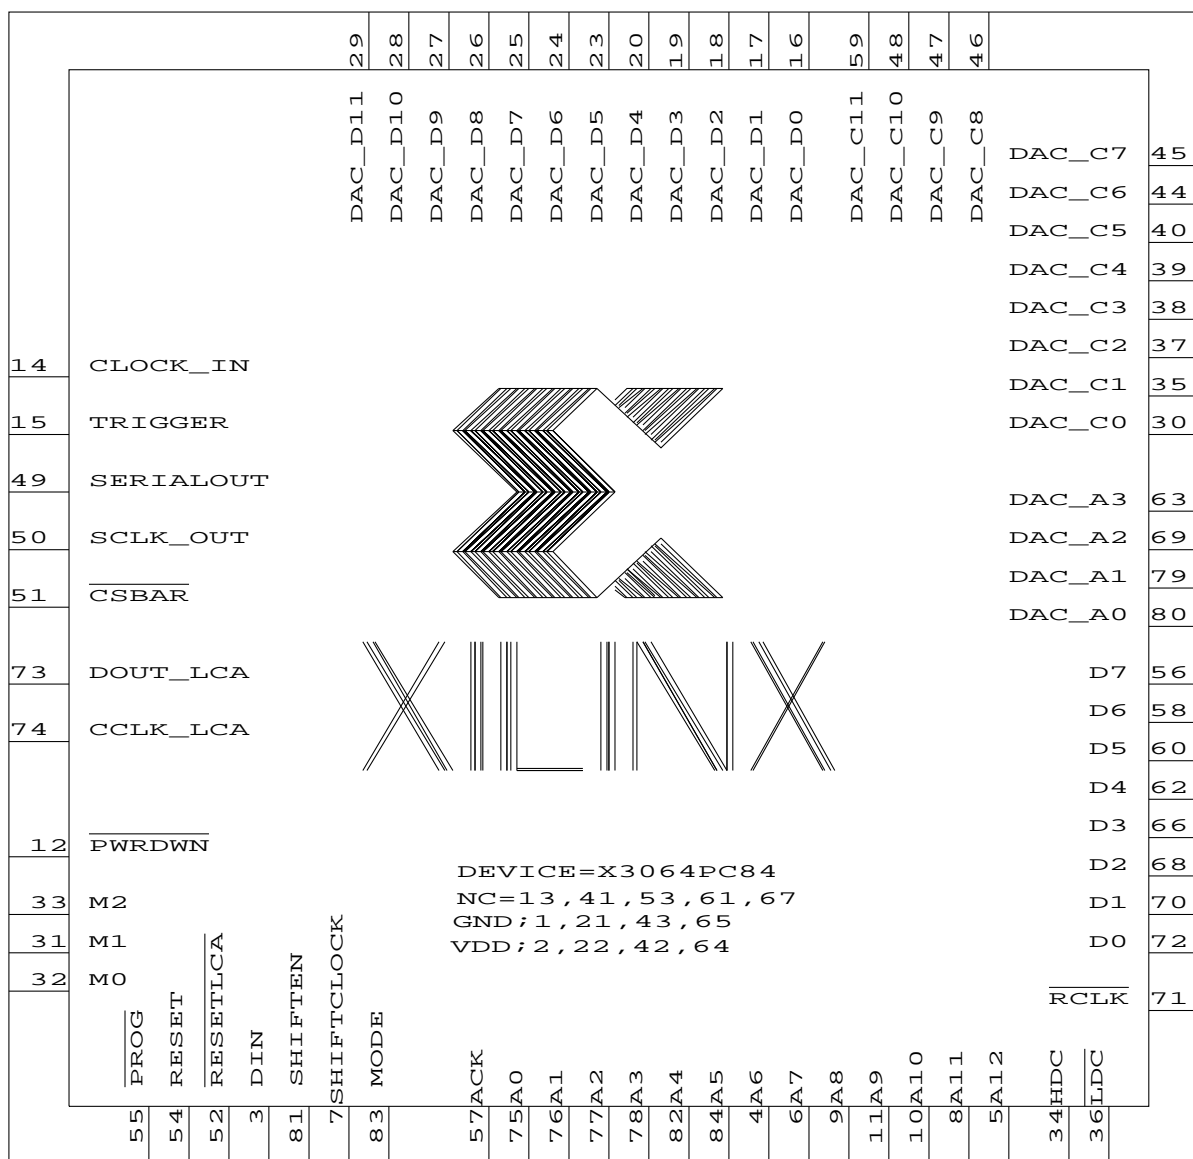 29 28 27 26 25 24 23 20 19 18 17 16 59 48 47 46
DAC_D11 DAC_D10 DAC_D9 DAC_D8 DAC_D7 DAC_D6 DAC_D5 DAC_D4 DAC_D3 DAC_D2 DAC_D1 DAC_D0 DAC_C11 DAC_C10 DAC_C9 DAC_C8
DAC_C7 45
DAC_C6 44
DAC_C5 40
DAC_C4 39
DAC_C3 38
DAC_C2 37
DAC_C1 35
DAC_C0 30
DAC_A3 63
DAC_A2 69
DAC_A1 79
DAC_A0 80
D7 56
D6 58
D5 60
D4 62
D3 66
D2 68
D1 70
D0 72
RCLK 71
14 CLOCK_IN
15 TRIGGER
49 SERIALOUT
50 SCLK_OUT
51 CSBAR
73 DOUT_LCA
74 CCLK_LCA
12 PWRDWN
33 M2
31 M1
32 M0
XILINX
DEVICE=X3064PC84
NC=13,41,53,61,67
GND;1,21,43,65
VDD;2,22,42,64
55 PROG
54 RESET
52 RESETLCA
3 DIN
81 SHIFTEN
7SHIFTCLOCK
83 MODE
57ACK
75A0
76A1
77A2
78A3
82A4
84A5
4A6
6A7
9A8
11A9
10A10
8A11
5A12
34HDC
36LDC